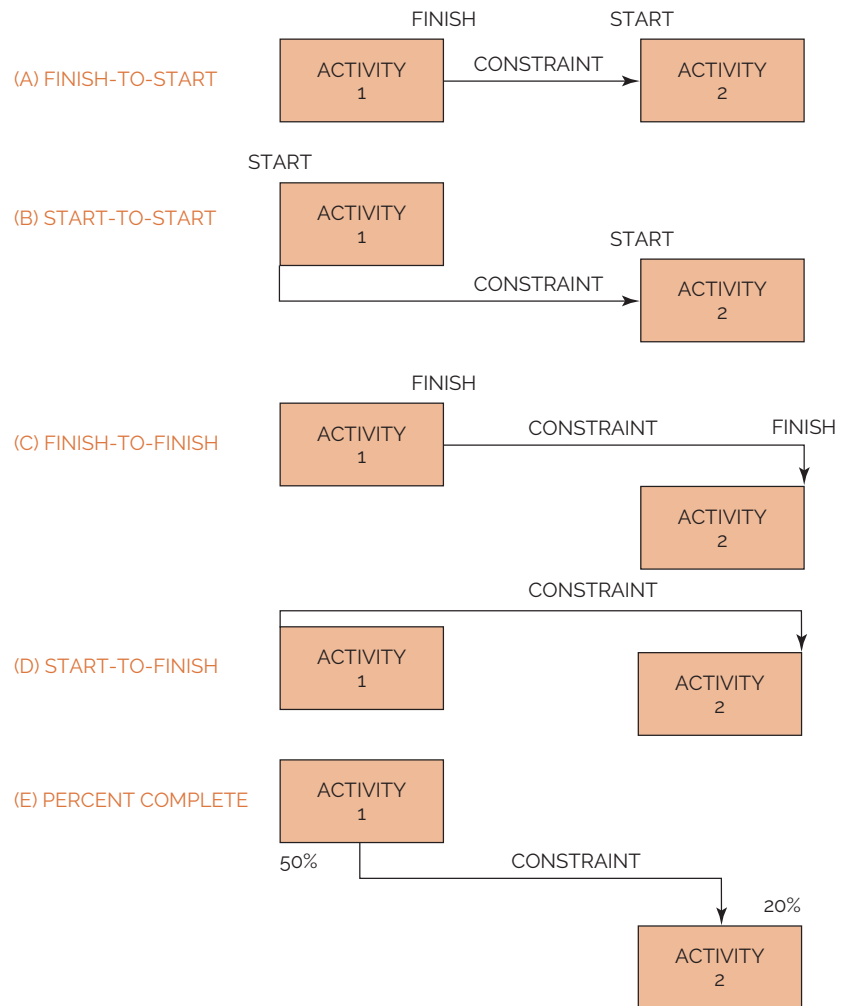 FINISH START
(A) FINISH-TO-START
ACTIVITY
1
CONSTRAINT
ACTIVITY
2
START
(B) START-TO-START
ACTIVITY
1
START
CONSTRAINT
ACTIVITY
2
FINISH
(C) FINISH-TO-FINISH
ACTIVITY
1
CONSTRAINT
FINISH
ACTIVITY
2
CONSTRAINT
(D) START-TO-FINISH
ACTIVITY
1
ACTIVITY
2
(E) PERCENT COMPLETE
ACTIVITY
1
50%
CONSTRAINT
20%
ACTIVITY
2